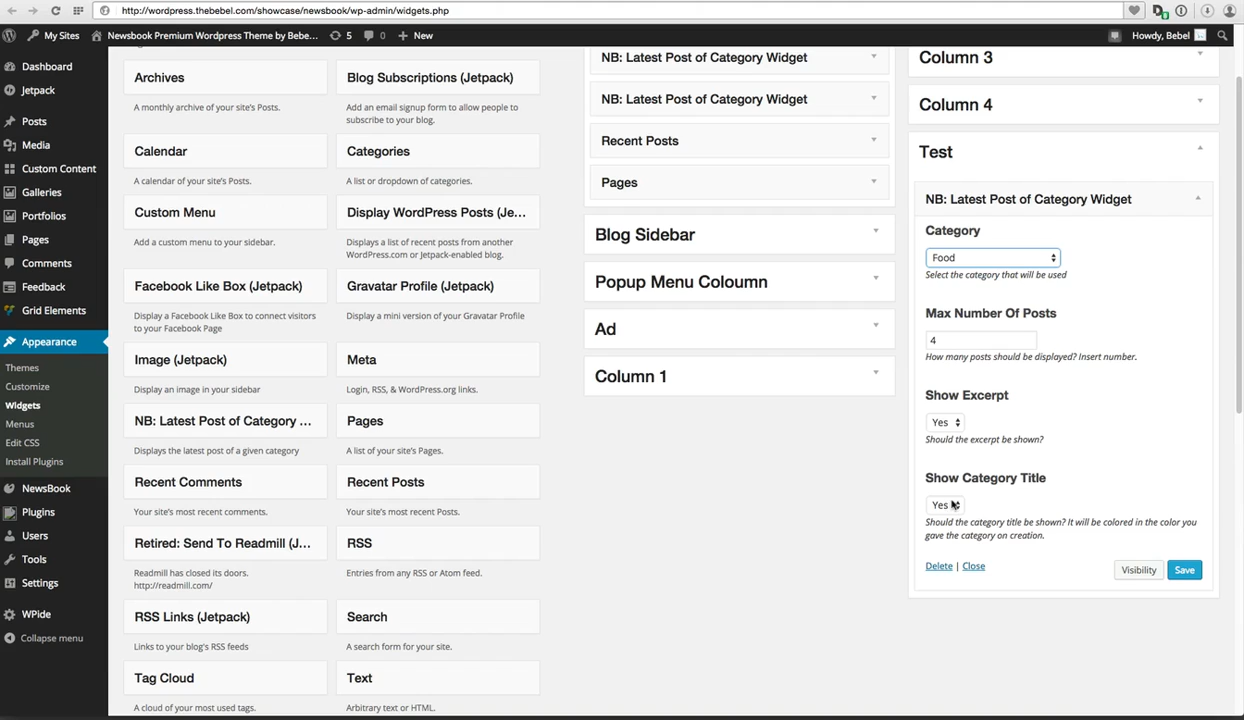 http://wordpress.thebebel.com/showcase/newsbook/wp-admin/widgets.php
My Sites
Newsbook Premium Wordpress Theme by Bebe...
5
0
New
Howdy, Bebel
Dashboard
Jetpack
Posts
Media
Custom Content
Galleries
Portfolios
Pages
Comments
Feedback
Grid Elements
Appearance
Themes
Customize
Widgets
Menus
Edit CSS
Install Plugins
NewsBook
Plugins
Users
Tools
Settings
WPide
Collapse menu
Archives
A monthly archive of your site's Posts.
Calendar
A calendar of your site's Posts.
Custom Menu
Add a custom menu to your sidebar.
Facebook Like Box (Jetpack)
Display a Facebook Like Box to connect visitors
to your Facebook Page
Image (Jetpack)
Display an image in your sidebar
NB: Latest Post of Category ...
Displays the latest post of a given category
Recent Comments
Your site's most recent comments.
Retired: Send To Readmill (J...
Readmill has closed its doors.
http://readmill.com/
RSS Links (Jetpack)
Links to your blog's RSS feeds
Tag Cloud
A cloud of your most used tags.
Blog Subscriptions (Jetpack)
Add an email signup form to allow people to
subscribe to your blog.
Categories
A list or dropdown of categories.
Display WordPress Posts (Je...
Displays a list of recent posts from another
WordPress.com or Jetpack-enabled blog.
Gravatar Profile (Jetpack)
Display a mini version of your Gravatar Profile
Meta
Login, RSS, & WordPress.org links.
Pages
A list of your site's Pages.
Recent Posts
Your site's most recent Posts.
RSS
Entries from any RSS or Atom feed.
Search
A search form for your site.
Text
Arbitrary text or HTML.
NB: Latest Post of Category Widget
NB: Latest Post of Category Widget
Recent Posts
Pages
Blog Sidebar
Popup Menu Coloumn
Ad
Column 1
Column 3
Column 4
Test
NB: Latest Post of Category Widget
Category
Food
Select the category that will be used
Max Number Of Posts
4
How many posts should be displayed? Insert number.
Show Excerpt
Yes
Should the excerpt be shown?
Show Category Title
Yes
Should the category title be shown? It will be colored in the color you
gave the category on creation.
Delete | Close
Visibility
Save